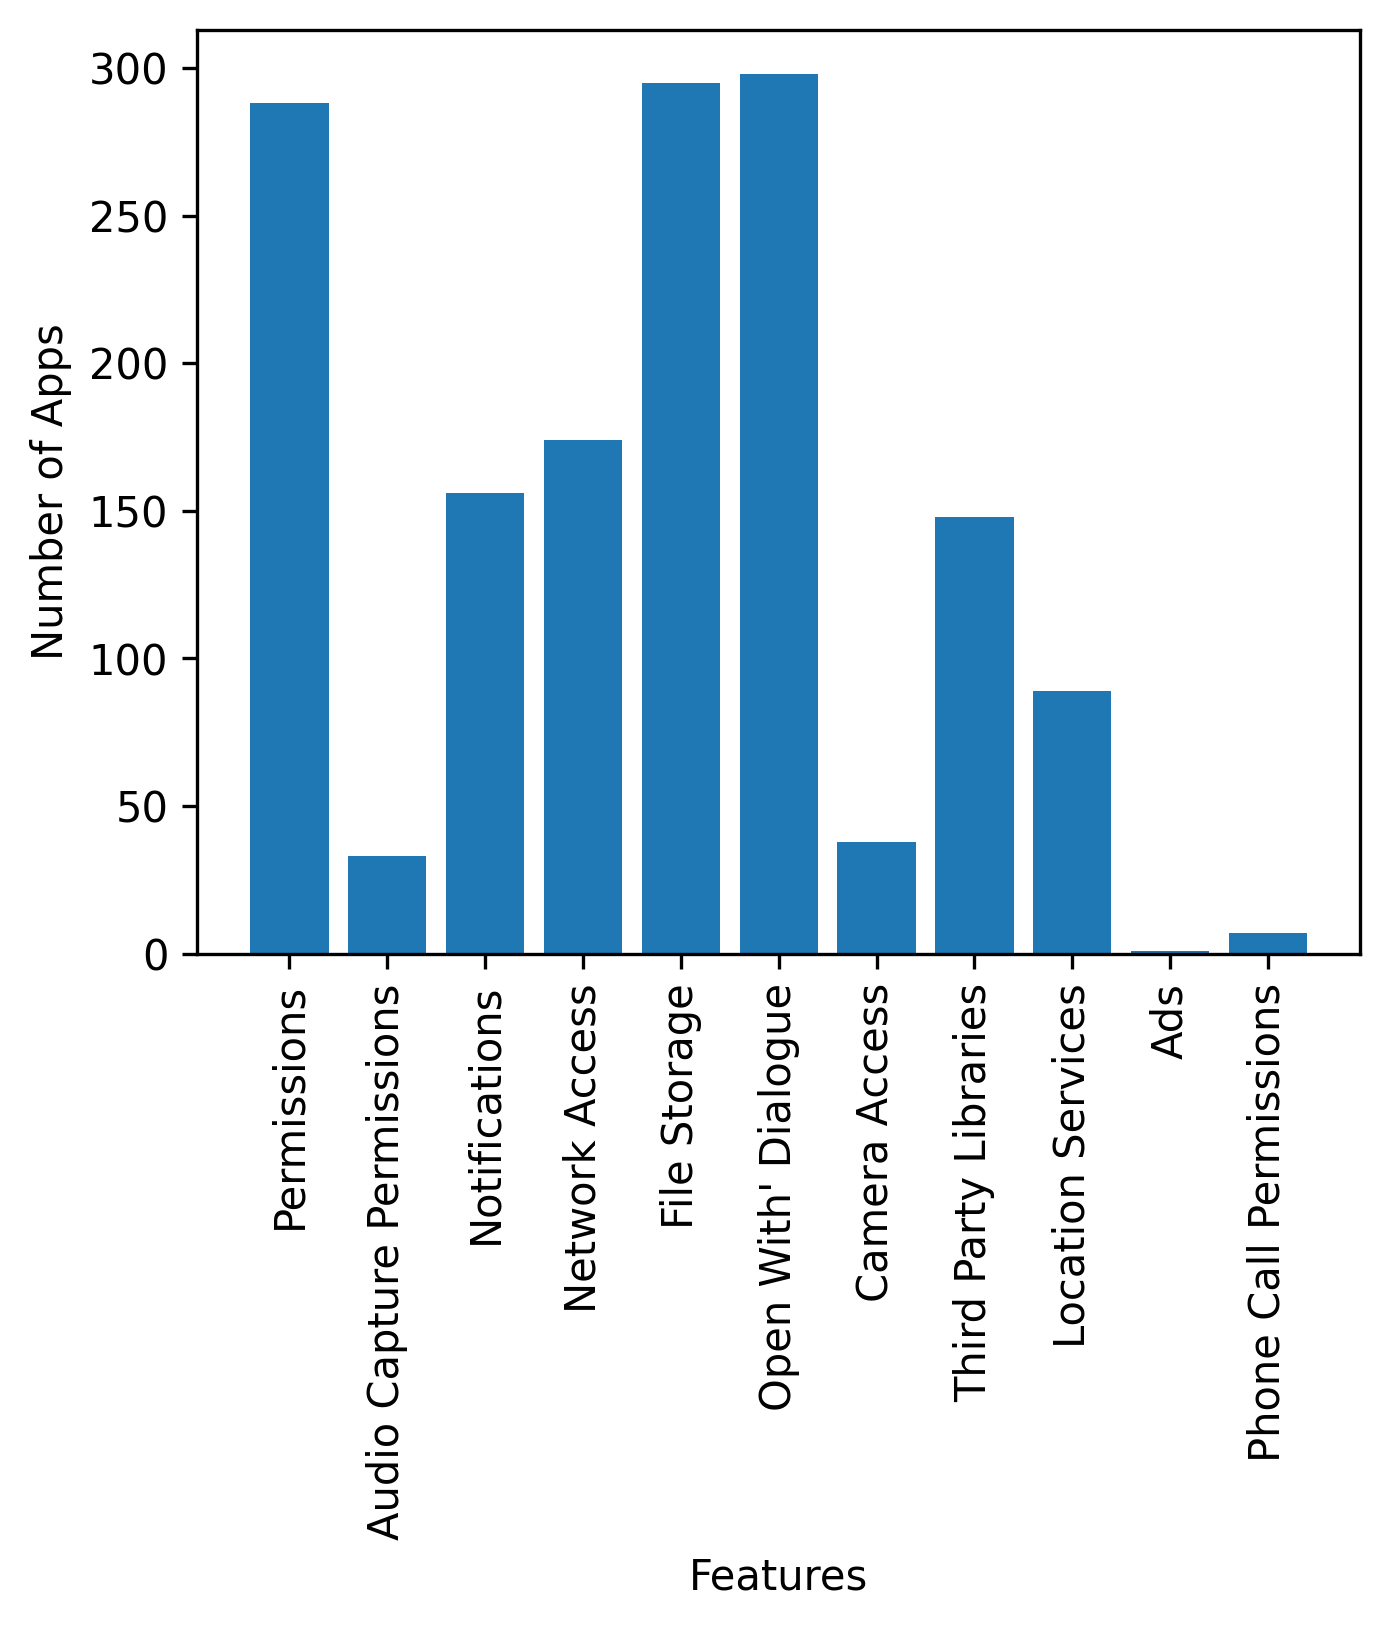 300
250
200
150
100
50
0
Number of Apps
Permissions
Audio Capture Permissions
Notifications
Network Access
File Storage
Open With' Dialogue
Camera Access
Third Party Libraries
Location Services
Ads
Phone Call Permissions
Features